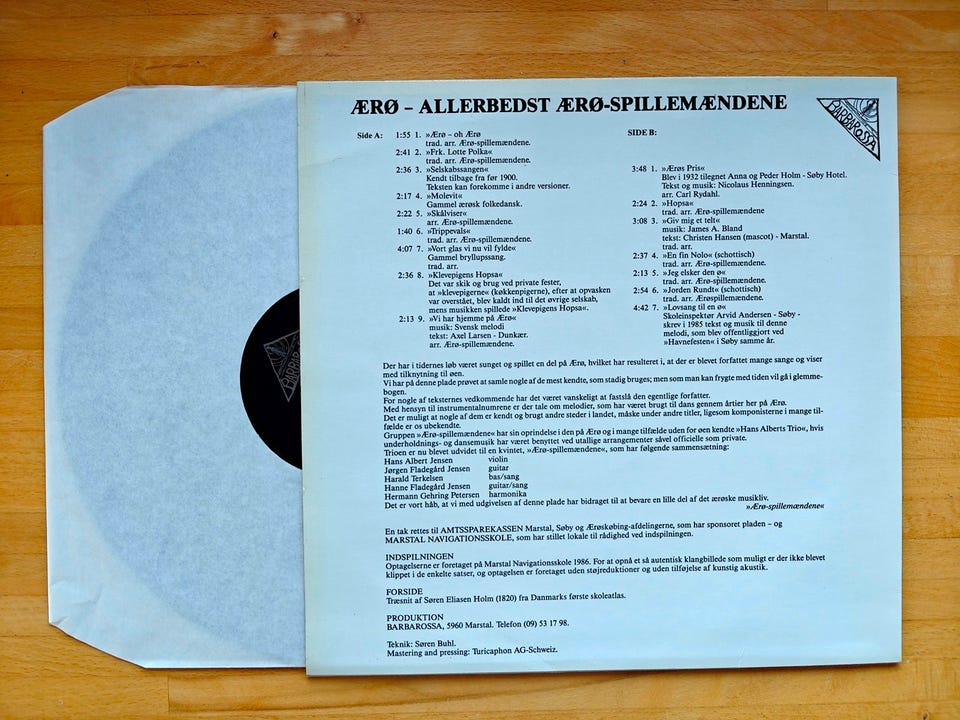 ÆRØ – ALLERBEDST ÆRØ-SPILLEMÆNDENE
BARBAROSSA
Side A:
1:55 1. »Ærø – oh Ærø
trad. arr. Ærø-spillemændene.
2:41 2. »Frk. Lotte Polka«
trad. arr. Ærø-spillemændene.
2:36 3. »Selskabssangen«
Kendt tilbage fra før 1900.
Teksten kan forekomme i andre versioner.
2:17 4. »Molevit«
Gammel ærøsk folkedansk.
2:22 5. »Skålviser«
arr. Ærø-spillemændene.
1:40 6. »Trippevals«
trad. arr. Ærø-spillemændene.
4:07 7. »Vort glas vi nu vil fylde«
Gammel bryllupssang.
trad. arr.
2:36 8. »Klevepigens Hopsa«
Det var skik og brug ved private fester,
at »klevepigerne« (køkkenpigerne), efter at opvasken
var overstået, blev kaldt ind til det øvrige selskab,
mens musikken spillede »Klevepigens Hopsa«.
2:13 9. »Vi har hjemme på Ærø«
musik: Svensk melodi
tekst: Axel Larsen - Dunkær.
arr. Ærø-spillemændene.
SIDE B:
3:48 1. »Ærøs Pris«
Blev i 1932 tilegnet Anna og Peder Holm - Søby Hotel.
Tekst og musik: Nicolaus Henningsen.
arr. Carl Rydahl.
2:24 2. »Hopsa«
trad. arr. Ærø-spillemændene
3:08 3. »Giv mig et telt«
musik: James A. Bland
tekst: Christen Hansen (mascot) - Marstal.
trad. arr.
2:37 4. »En fin Nolo« (schottisch)
trad. arr. Ærø-spillemændene.
2:13 5. »Jeg elsker den ø«
trad. arr. Ærø-spillemændene.
2:54 6. »Jorden Rundt« (schottisch)
trad. arr. Ærøspillemændene.
4:42 7. »Lovsang til en ø«
Skoleinspektør Arvid Andersen - Søby -
skrev i 1985 tekst og musik til denne
melodi, som blev offentliggjort ved
»Havnefesten« i Søby samme år.
Der har i tidernes løb været sunget og spillet en del på Ærø, hvilket har resulteret i, at der er blevet forfattet mange sange og viser
med tilknytning til øen.
Vi har på denne plade prøvet at samle nogle af de mest kendte, som stadig bruges; men som man kan frygte med tiden vil gå i glemme-
bogen.
For nogle af teksternes vedkommende har det været vanskeligt at fastslå den egentlige forfatter.
Med hensyn til instrumentalnumrene er der tale om melodier, som har været brugt til dans gennem årtier her på Ærø.
Det er muligt at nogle af dem er kendt og brugt andre steder i landet, måske under andre titler, ligesom komponisterne i mange til-
fælde er os ubekendte.
Gruppen »Ærø-spillemændene« har sin oprindelse i den på Ærø og i mange tilfælde uden for øen kendte »Hans Alberts Trio«, hvis
underholdnings- og dansemusik har været benyttet ved utallige arrangementer såvel officielle som private.
Trioen er nu blevet udvidet til en kvintet, »Ærø-spillemændene«, som har følgende sammensætning:
Hans Albert Jensen violin
Jørgen Fladegård Jensen guitar
Harald Terkelsen bas/sang
Hanne Fladegård Jensen guitar/sang
Hermann Gehring Petersen harmonika
Det er vort håb, at vi med udgivelsen af denne plade har bidraget til at bevare en lille del af det ærøske musikliv.
»Ærø-spillemændene«
En tak rettes til AMTSSPAREKASSEN Marstal, Søby og Ærøskøbing-afdelingerne, som har sponsoret pladen – og
MARSTAL NAVIGATIONSSKOLE, som har stillet lokale til rådighed ved indspilningen.
INDSPILNINGEN
Optagelserne er foretaget på Marstal Navigationsskole 1986. For at opnå et så autentisk klangbillede som muligt er der ikke blevet
klippet i de enkelte satser, og optagelsen er foretaget uden støjreduktioner og uden tilføjelse af kunstig akustik.
FORSIDE
Træsnit af Søren Eliasen Holm (1820) fra Danmarks første skoleatlas.
PRODUKTION
BARBAROSSA, 5960 Marstal. Telefon (09) 53 17 98.
Teknik: Søren Buhl.
Mastering and pressing: Turicaphon AG-Schweiz.
BARBAROSSA